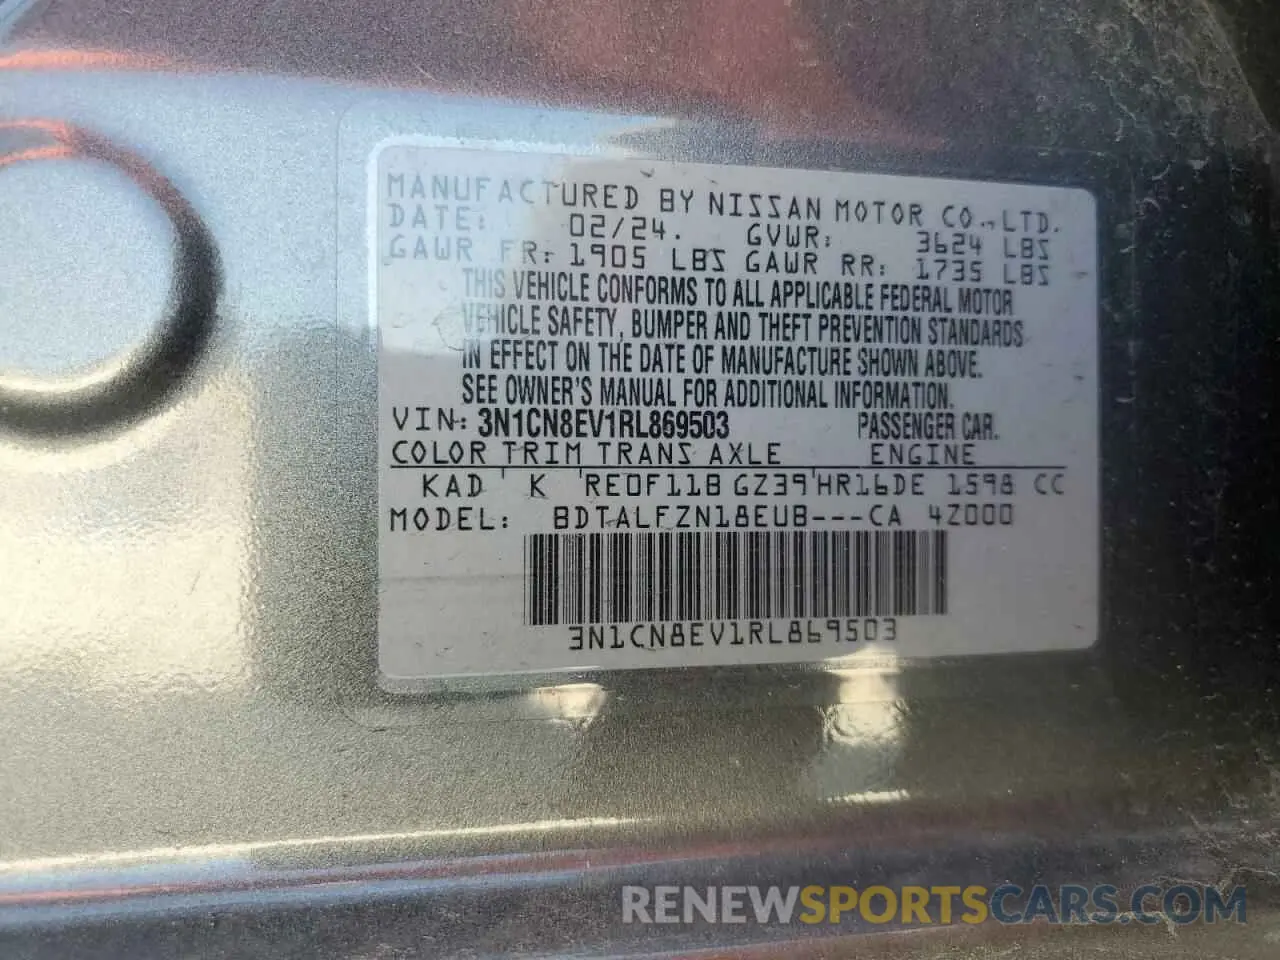 MANUFACTURED BY NISSAN MOTOR CO., LTD.
DATE: 02/24. GVWR: 3624 LBS
GAWR FR: 1905 LBS GAWR RR: 1735 LBS
THIS VEHICLE CONFORMS TO ALL APPLICABLE FEDERAL MOTOR
VEHICLE SAFETY, BUMPER AND THEFT PREVENTION STANDARDS
IN EFFECT ON THE DATE OF MANUFACTURE SHOWN ABOVE.
SEE OWNER'S MANUAL FOR ADDITIONAL INFORMATION.
VIN: 3N1CN8EV1RL869503 PASSENGER CAR.
COLOR TRIM TRANS AXLE ENGINE
KAD K RE0F11B GZ39 HR16DE 1598 CC
MODEL: BDTALFZN18EUB---CA 4Z000
3N1CN8EV1RL869503
RENEWSPORTSCARS.COM